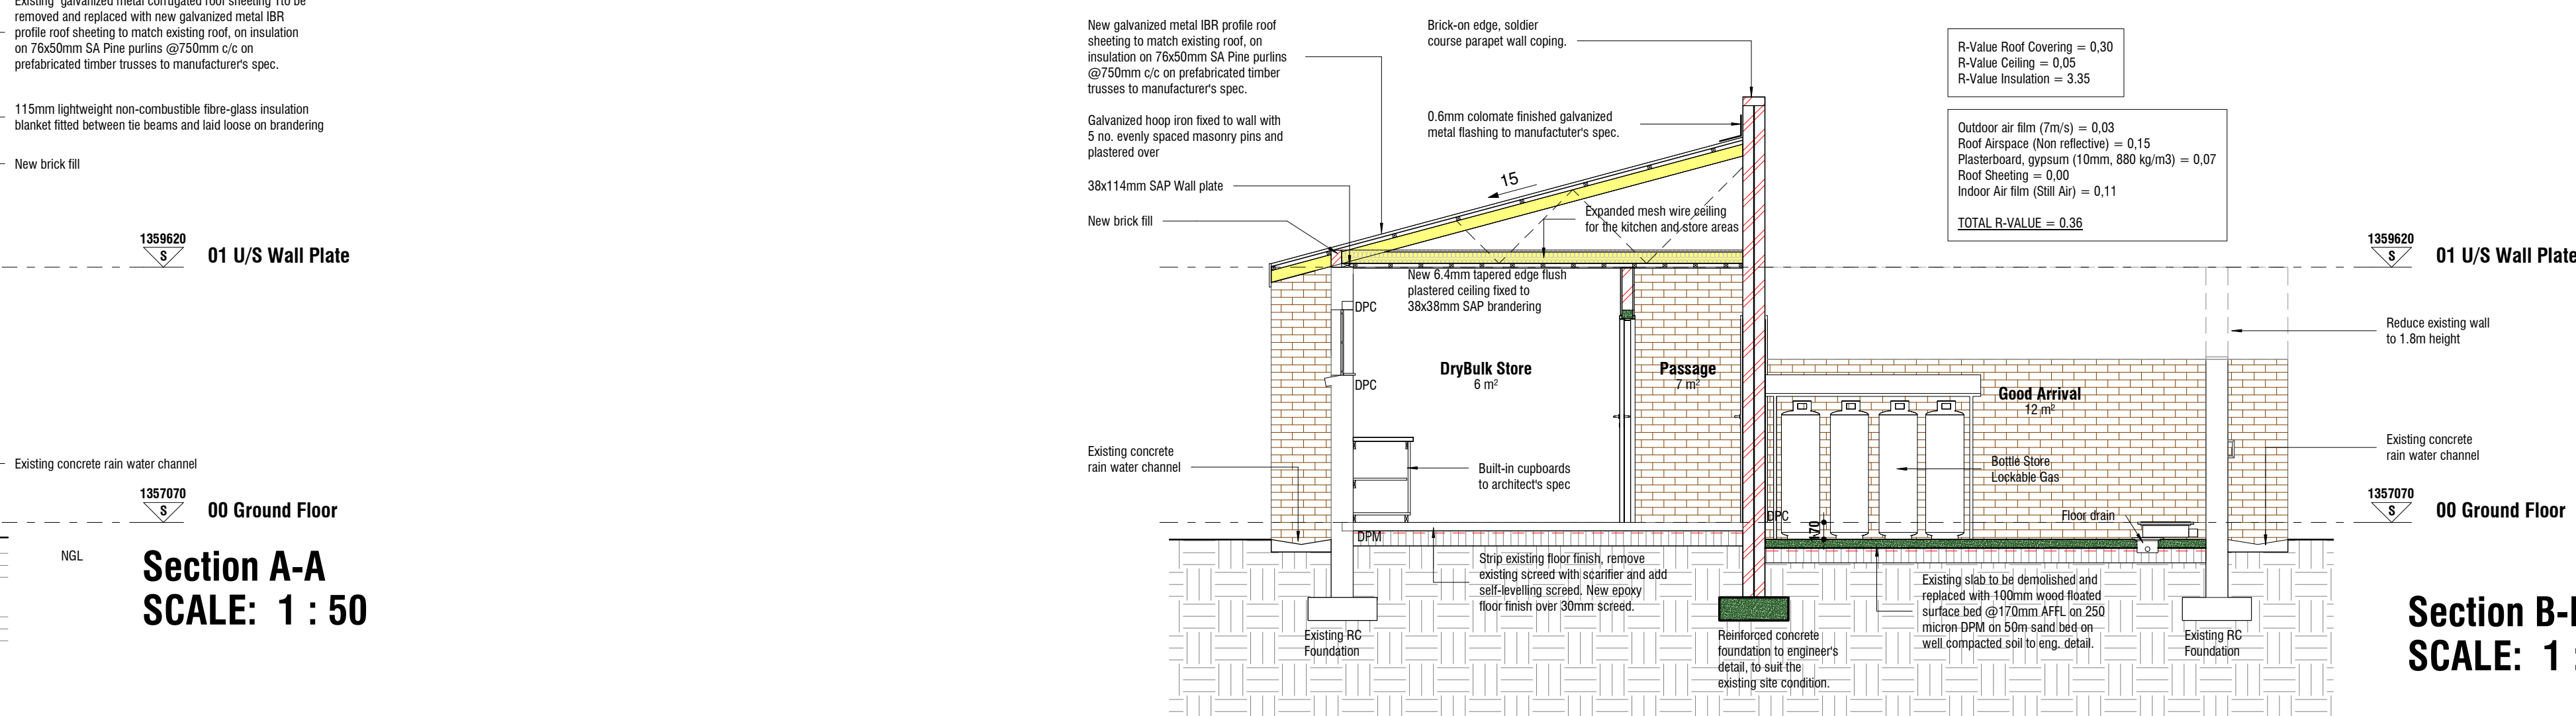 Existing galvanized metal corrugated roof sheeting 1to be
removed and replaced with new galvanized metal IBR
profile roof sheeting to match existing roof, on insulation
on 76x50mm SA Pine purlins @750mm c/c on
prefabricated timber trusses to manufacturer's spec.
115mm lightweight non-combustible fibre-glass insulation
blanket fitted between tie beams and laid loose on brandering
New brick fill
1359620
S
01 U/S Wall Plate
Existing concrete rain water channel
1357070
S
00 Ground Floor
NGL
Section A-A
SCALE: 1 : 50
New galvanized metal IBR profile roof
sheeting to match existing roof, on
insulation on 76x50mm SA Pine purlins
@750mm c/c on prefabricated timber
trusses to manufacturer's spec.
Galvanized hoop iron fixed to wall with
5 no. evenly spaced masonry pins and
plastered over
38x114mm SAP Wall plate
New brick fill
Existing concrete
rain water channel
Brick-on edge, soldier
course parapet wall coping.
0.6mm colomate finished galvanized
metal flashing to manufactuter's spec.
15
Expanded mesh wire ceiling
for the kitchen and store areas
New 6.4mm tapered edge flush
plastered ceiling fixed to
38x38mm SAP brandering
DPC
DPC
DryBulk Store
6 m²
Passage
7 m²
Built-in cupboards
to architect's spec
DPM
Strip existing floor finish, remove
existing screed with scarifier and add
self-levelling screed. New epoxy
floor finish over 30mm screed.
Existing RC
Foundation
Reinforced concrete
foundation to engineer's
detail, to suit the
existing site condition.
R-Value Roof Covering = 0,30
R-Value Ceiling = 0,05
R-Value Insulation = 3.35
Outdoor air film (7m/s) = 0,03
Roof Airspace (Non reflective) = 0,15
Plasterboard, gypsum (10mm, 880 kg/m3) = 0,07
Roof Sheeting = 0,00
Indoor Air film (Still Air) = 0,11
TOTAL R-VALUE = 0.36
Good Arrival
12 m²
Bottle Store
Lockable Gas
DPC
170
Floor drain
Existing slab to be demolished and
replaced with 100mm wood floated
surface bed @170mm AFFL on 250
micron DPM on 50m sand bed on
well compacted soil to eng. detail.
Existing RC
Foundation
1359620
S
01 U/S Wall Plate
Reduce existing wall
to 1.8m height
Existing concrete
rain water channel
1357070
S
00 Ground Floor
Section B-
SCALE: 1